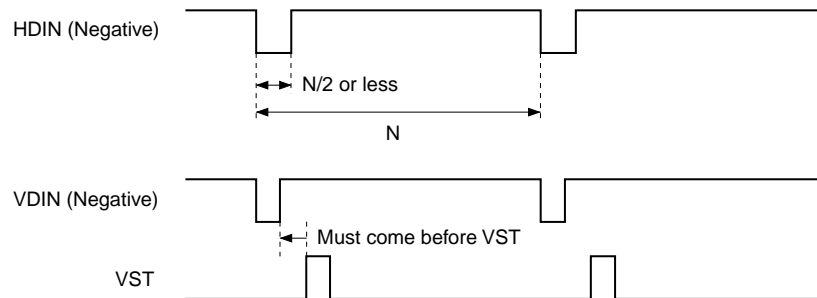 HDIN (Negative)
N/2 or less
N
VDIN (Negative)
Must come before VST
VST